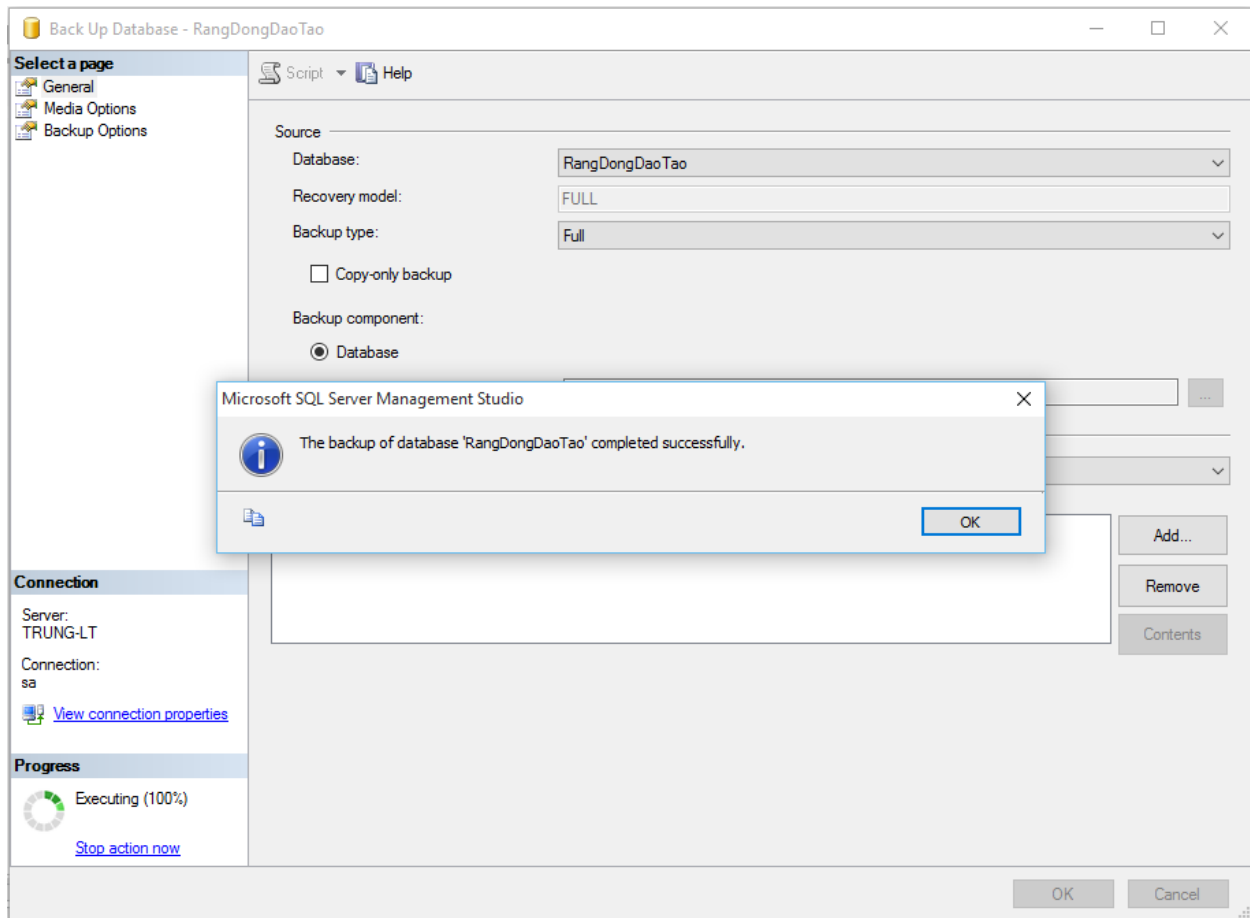 Back Up Database - RangDongDaoTao
Select a page
General
Media Options
Backup Options
Script
Help
Source
Database:
RangDongDaoTao
Recovery model:
FULL
Backup type:
Full
Copy-only backup
Backup component:
Database
...
Microsoft SQL Server Management Studio
The backup of database 'RangDongDaoTao' completed successfully.
OK
Add...
Remove
Contents
Connection
Server:
TRUNG-LT
Connection:
sa
View connection properties
Progress
Executing (100%)
Stop action now
OK
Cancel